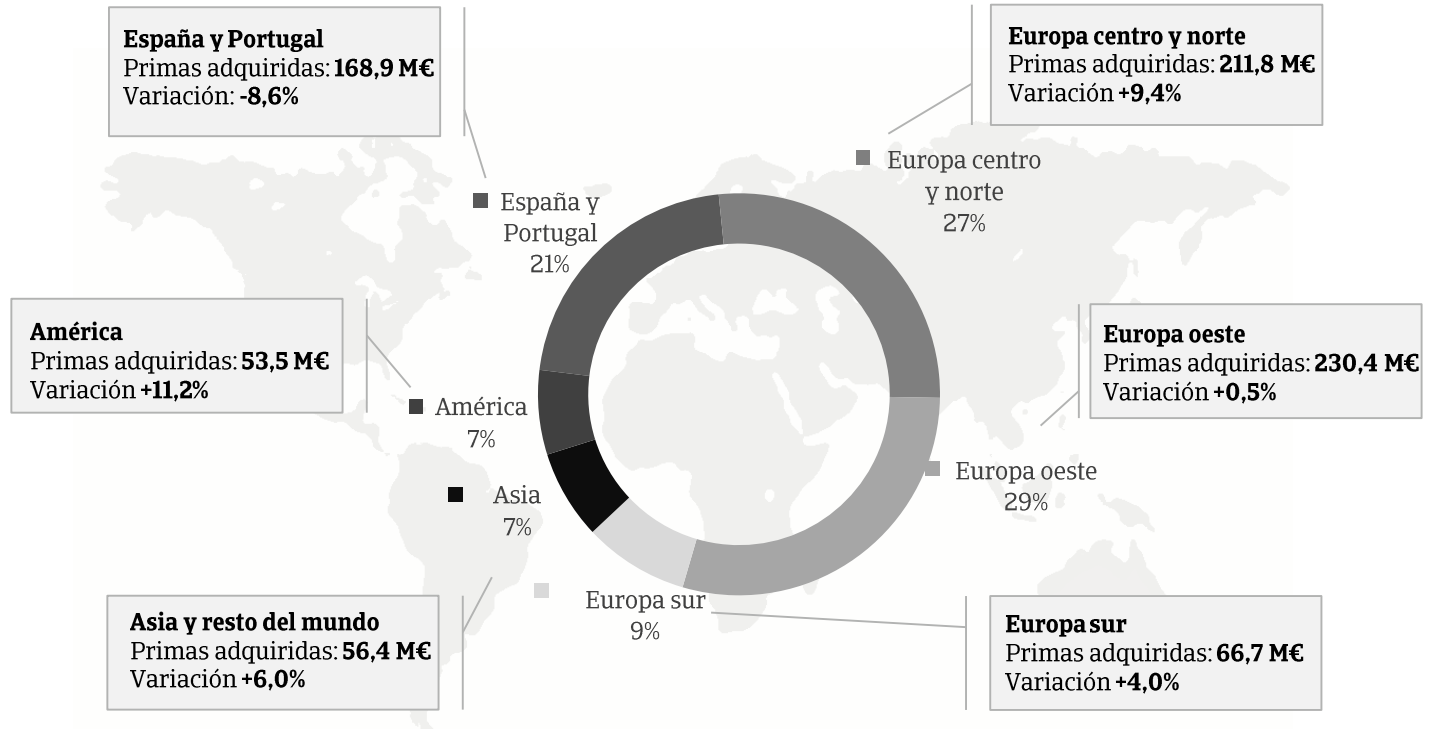 España y Portugal
Primas adquiridas: 168,9 M€
Variación: -8,6%
Europa centro y norte
Primas adquiridas: 211,8 M€
Variación +9,4%
Europa centro
y norte
27%
España y
Portugal
21%
América
Primas adquiridas: 53,5 M€
Variación +11,2%
Europa oeste
Primas adquiridas: 230,4 M€
Variación +0,5%
América
7%
Europa oeste
29%
Asia
7%
Europa sur
9%
Asia y resto del mundo
Primas adquiridas: 56,4 M€
Variación +6,0%
Europa sur
Primas adquiridas: 66,7 M€
Variación +4,0%